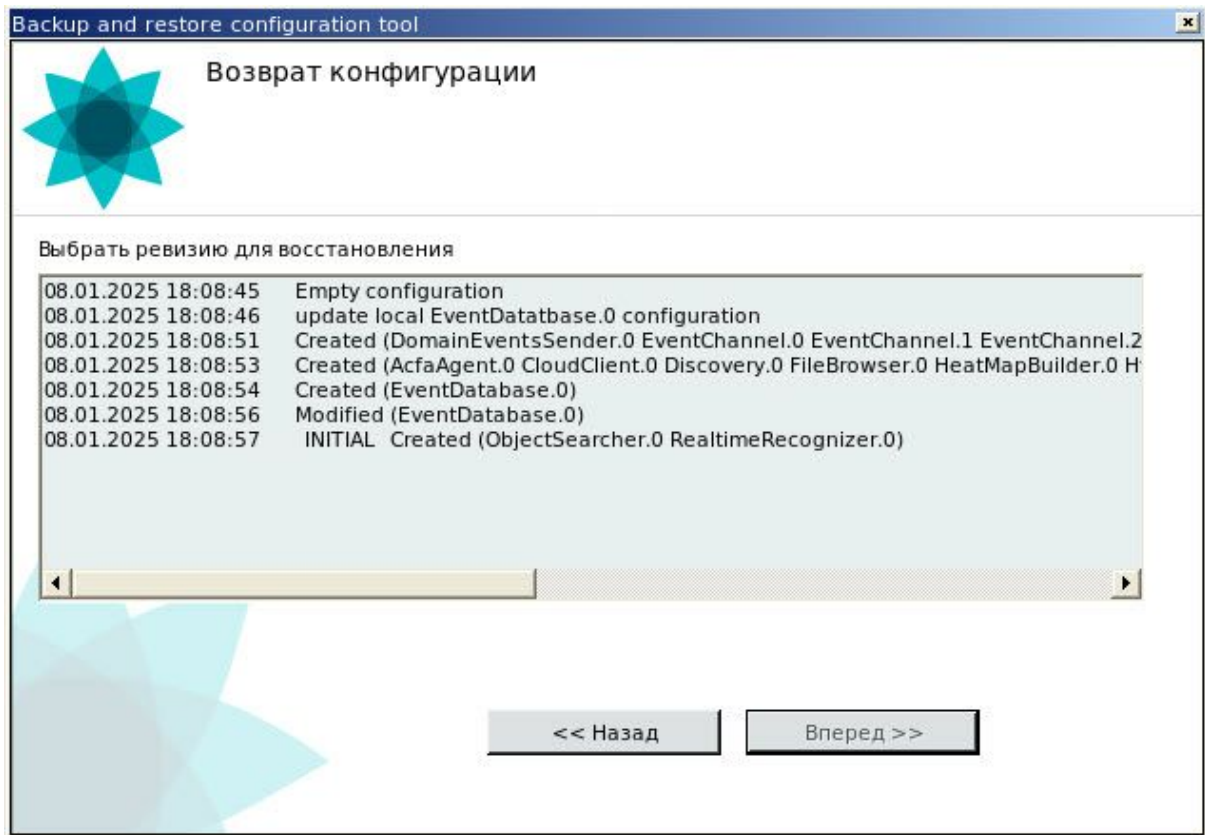 Backup and restore configuration tool
Возврат конфигурации
Выбрать ревизию для восстановления
08.01.2025 18:08:45 Empty configuration
08.01.2025 18:08:46 update local EventDatatbase.0 configuration
08.01.2025 18:08:51 Created (DomainEventsSender.0 EventChannel.0 EventChannel.1 EventChannel.2
08.01.2025 18:08:53 Created (AcfaAgent.0 CloudClient.0 Discovery.0 FileBrowser.0 HeatMapBuilder.0
08.01.2025 18:08:54 Created (EventDatabase.0)
08.01.2025 18:08:56 Modified (EventDatabase.0)
08.01.2025 18:08:57 INITIAL Created (ObjectSearcher.0 RealtimeRecognizer.0)
<< Назад
Вперед >>